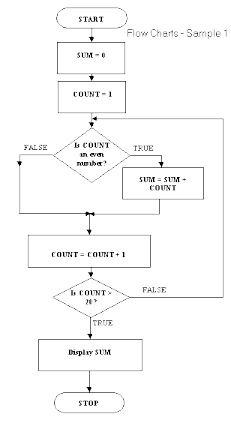 START
Flow Charts - Sample 1
SUM = 0
COUNT = 1
Is COUNT
an even
number?
FALSE
TRUE
SUM = SUM +
COUNT
COUNT = COUNT + 1
Is COUNT >
20?
FALSE
TRUE
Display SUM
STOP